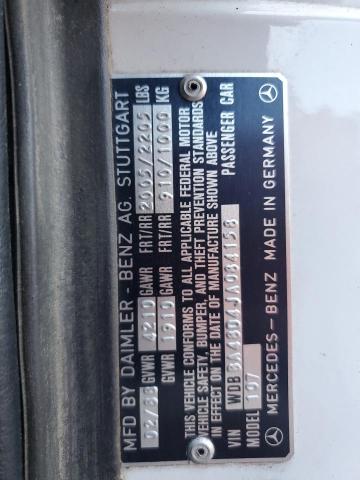 MFD BY DAIMLER - BENZ AG. STUTTGART
02/88 GVWR 4210 GAWR FRT/RR 2005/2205 LBS
GVWR 1910 GAWR FRT/RR 910/1000 KG
THIS VEHICLE CONFORMS TO ALL APPLICABLE FEDERAL MOTOR
VEHICLE SAFETY, BUMPER, AND THEFT PREVENTION STANDARDS
IN EFFECT ON THE DATE OF MANUFACTURE SHOWN ABOVE
VIN WDB BA48D4JA084158 PASSENGER CAR
MODEL 107
MERCEDES-BENZ MADE IN GERMANY